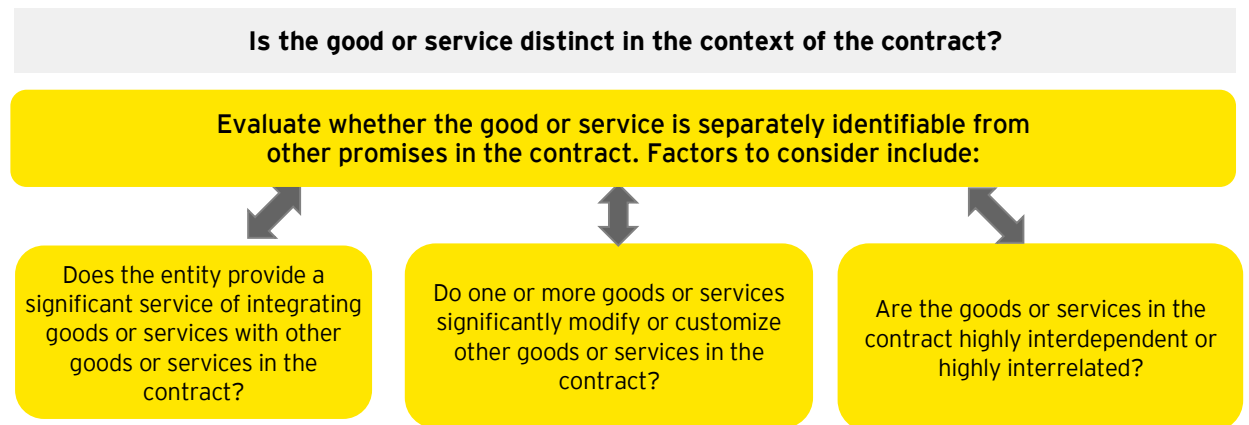 Is the good or service distinct in the context of the contract?
Evaluate whether the good or service is separately identifiable from
other promises in the contract. Factors to consider include:
Does the entity provide a
significant service of integrating
goods or services with other
goods or services in the
contract?
Do one or more goods or services
significantly modify or customize
other goods or services in the
contract?
Are the goods or services in the
contract highly interdependent or
highly interrelated?